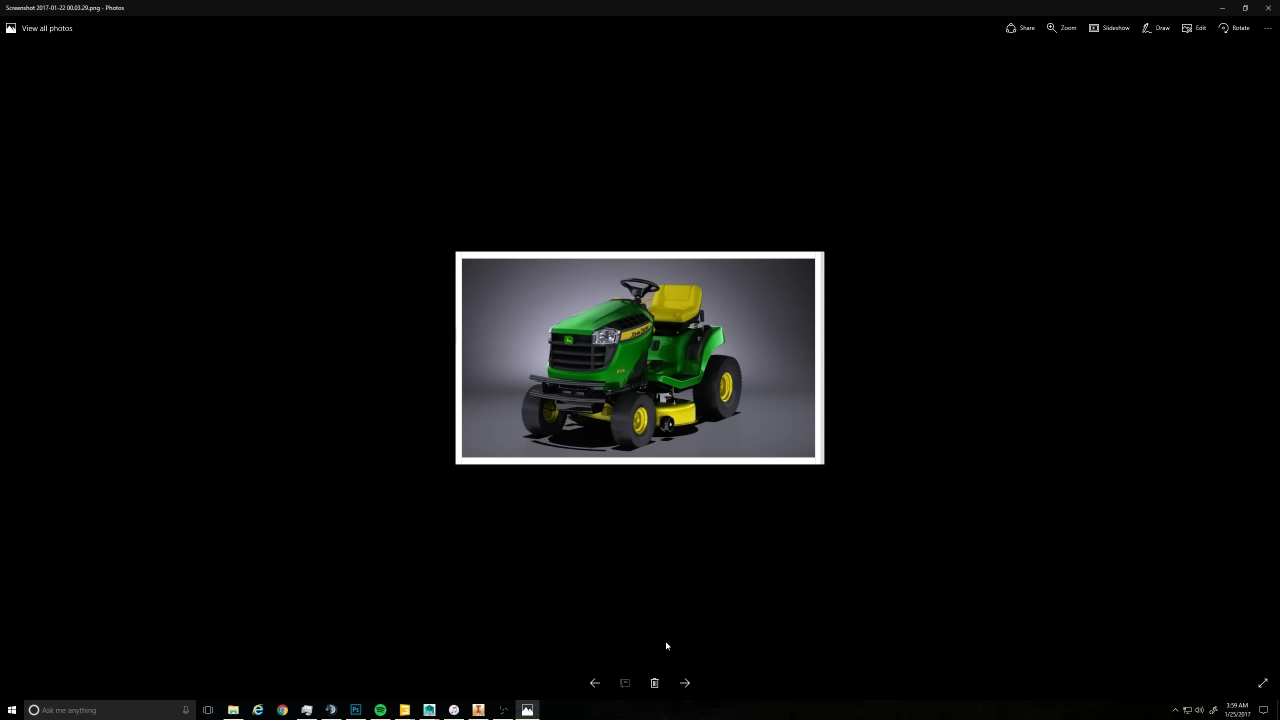 Screenshot 2017-01-22 00.03.29.png - Photos
View all photos
Share
Zoom
Slideshow
Draw
Edit
Rotate
Ask me anything
3:59 AM
1/25/2017